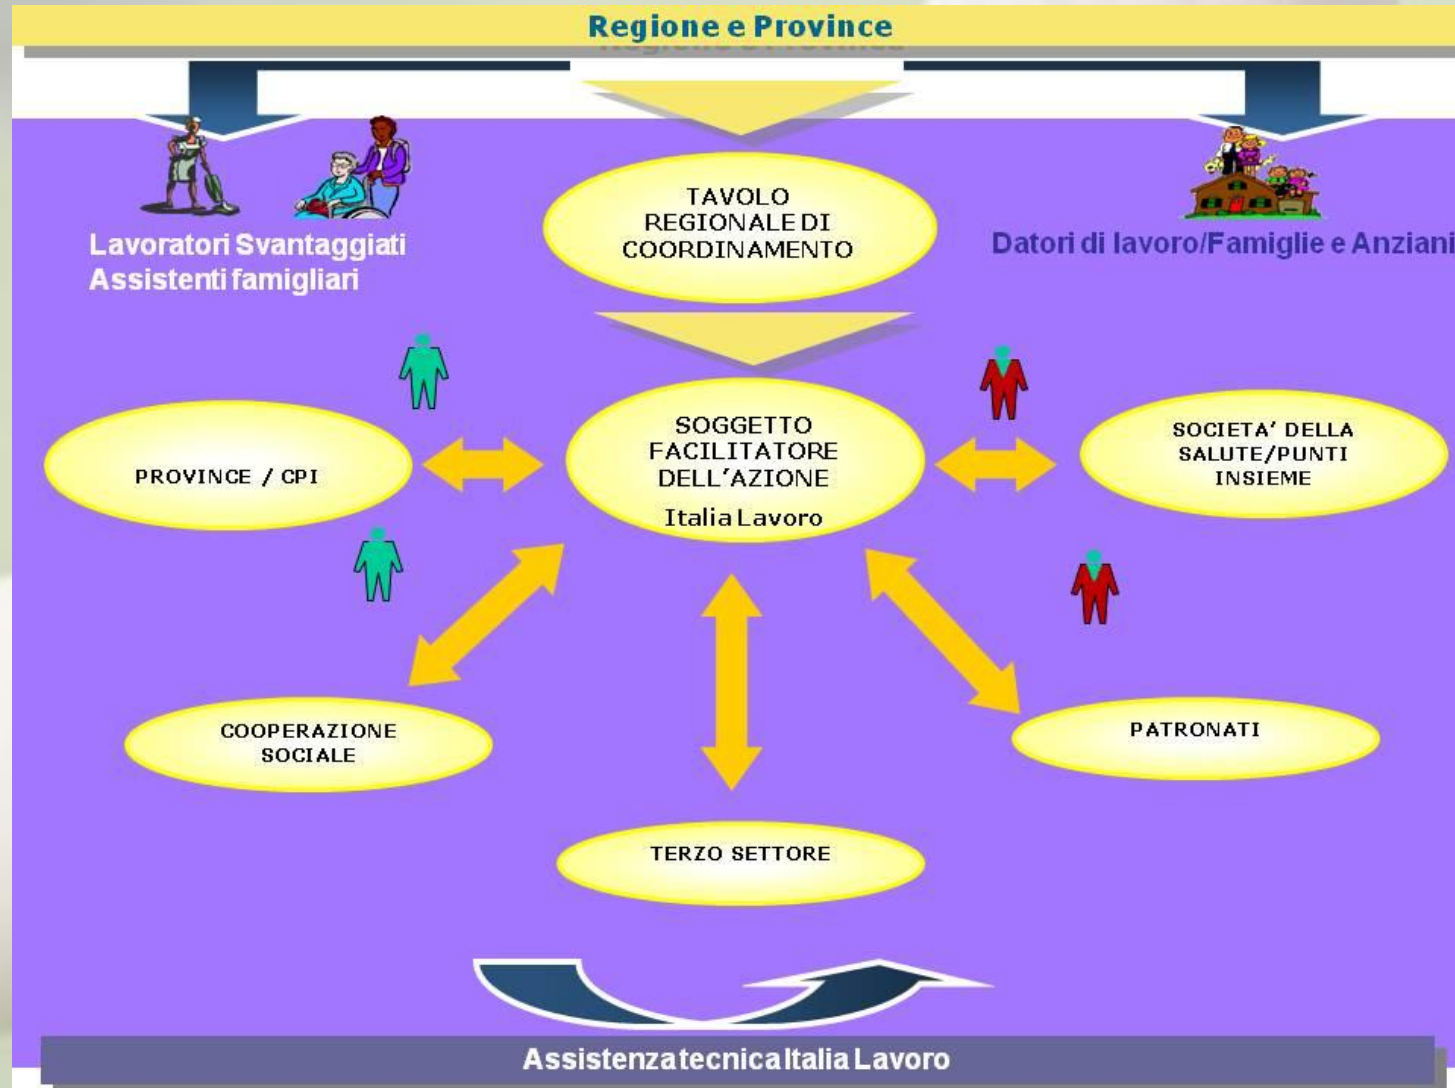 Regione e Province
TAVOLO
REGIONALE DI
COORDINAMENTO
Lavoratori Svantaggiati
Assistenti famigliari
Datori di lavoro/Famiglie e Anziani
SOGGETTO
FACILITATORE
DELL'AZIONE
Italia Lavoro
PROVINCE / CPI
SOCIETA' DELLA
SALUTE/PUNTI
INSIEME
COOPERAZIONE
SOCIALE
PATRONATI
TERZO SETTORE
Assistenza tecnica Italia Lavoro